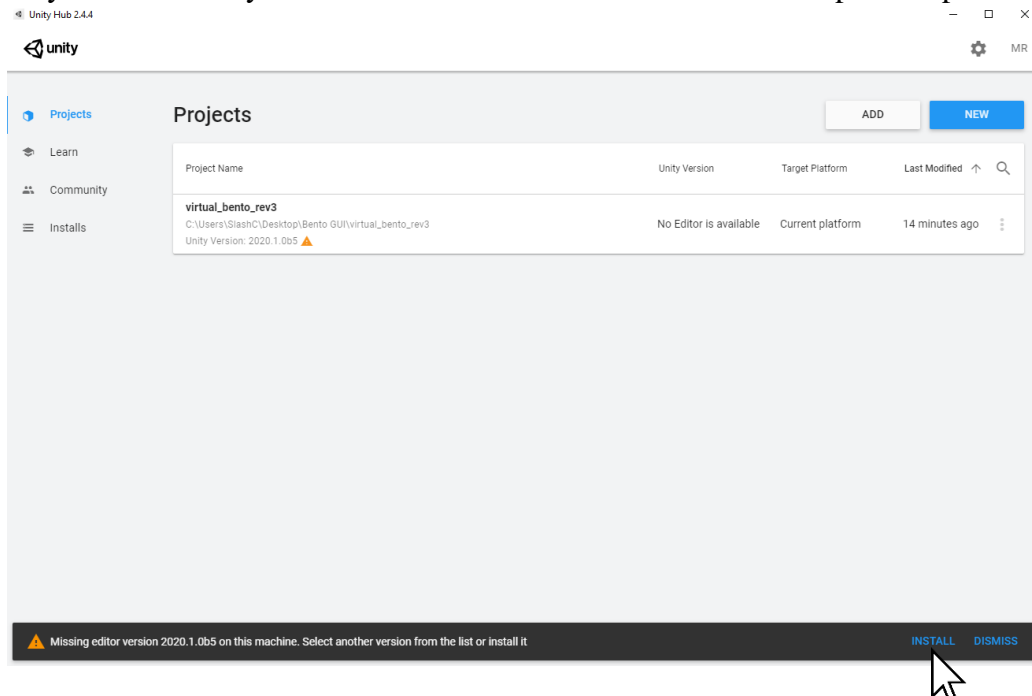 Unity Hub 2.4.4
unity
MR
Projects
Learn
Community
Installs
Projects
ADD
NEW
Project Name
Unity Version
Target Platform
Last Modified
virtual_bento_rev3
C:\Users\SlashC\Desktop\Bento GUI\virtual_bento_rev3
Unity Version: 2020.1.0b5
No Editor is available
Current platform
14 minutes ago
Missing editor version 2020.1.0b5 on this machine. Select another version from the list or install it
INSTALL
DISMISS